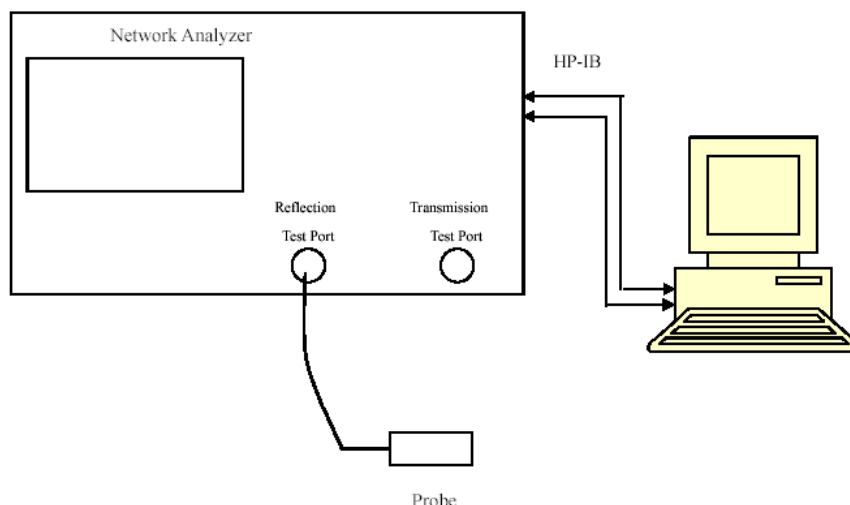 Network Analyzer
HP-IB
Reflection
Test Port
Transmission
Test Port
Probe